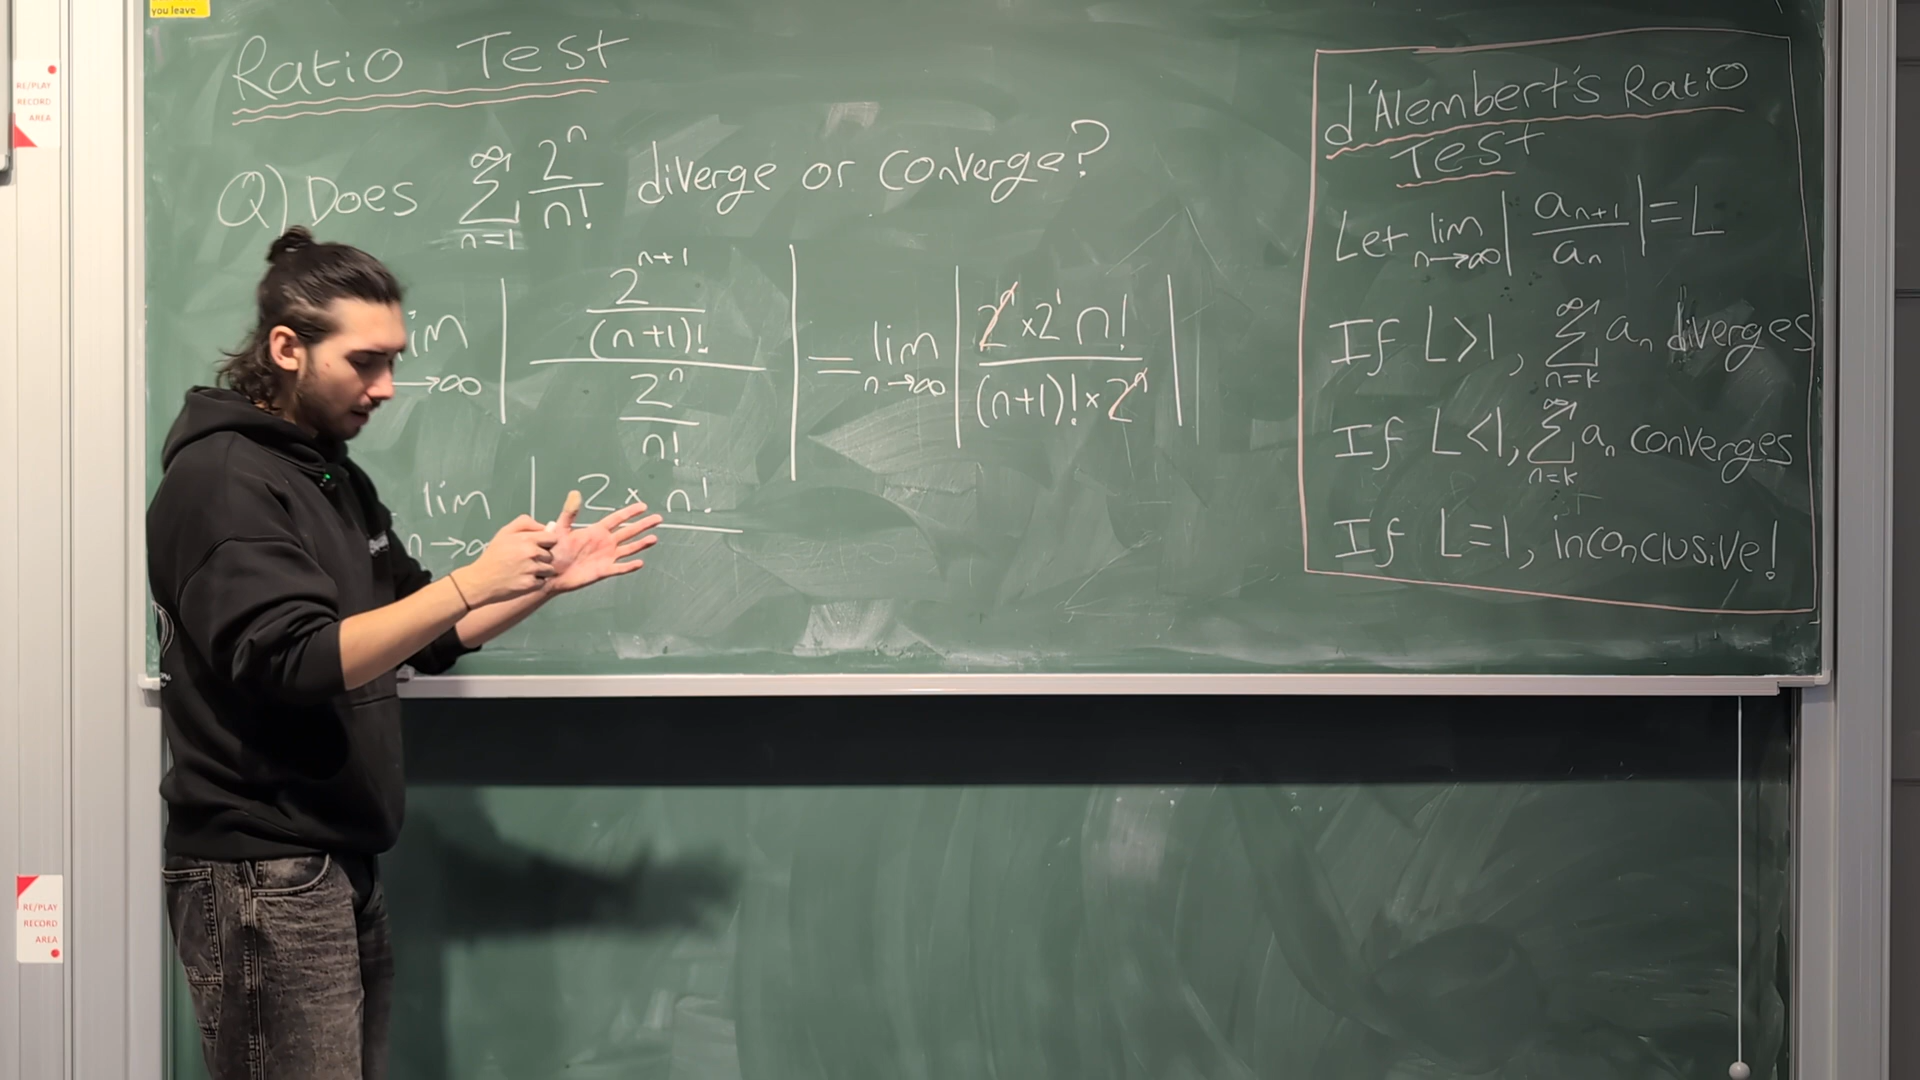 you leave
RE/PLAY
RECORD
AREA
Ratio Test
Q) Does ∞ Σ n=1 2^n / n! diverge or converge?
im →∞ | (2^{n+1} / (n+1)!) / (2^n / n!) | = lim n→∞ | 2^n × 2^1 n! / (n+1)! × 2^n |
lim n→∞ | 2 × n!
d'Alembert's Ratio
Test
Let lim n→∞ | a_{n+1} / a_n | = L
If L>1, ∞ Σ n=k a_n diverges
If L<1, ∞ Σ n=k a_n converges
If L=1, inconclusive!
RE/PLAY
RECORD
AREA